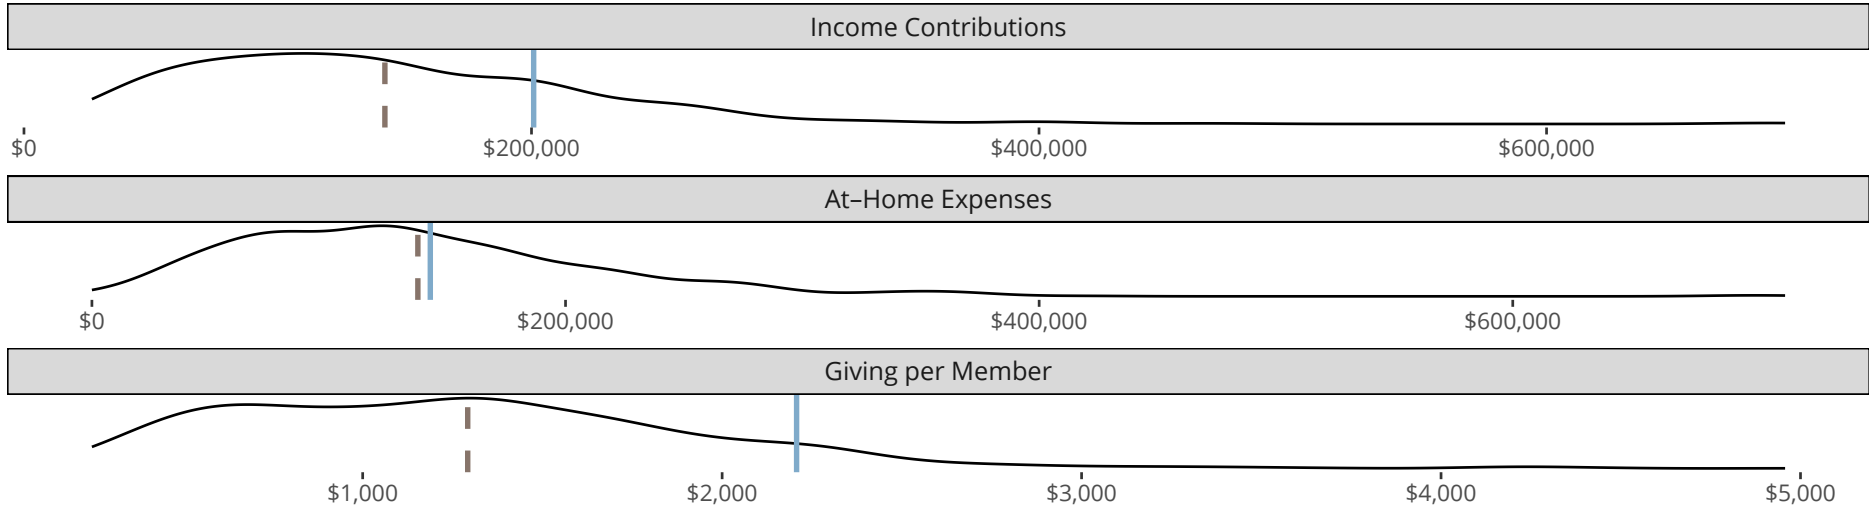 Income Contributions
$0 $200,000 $400,000 $600,000
At–Home Expenses
$0 $200,000 $400,000 $600,000
Giving per Member
$1,000 $2,000 $3,000 $4,000 $5,000